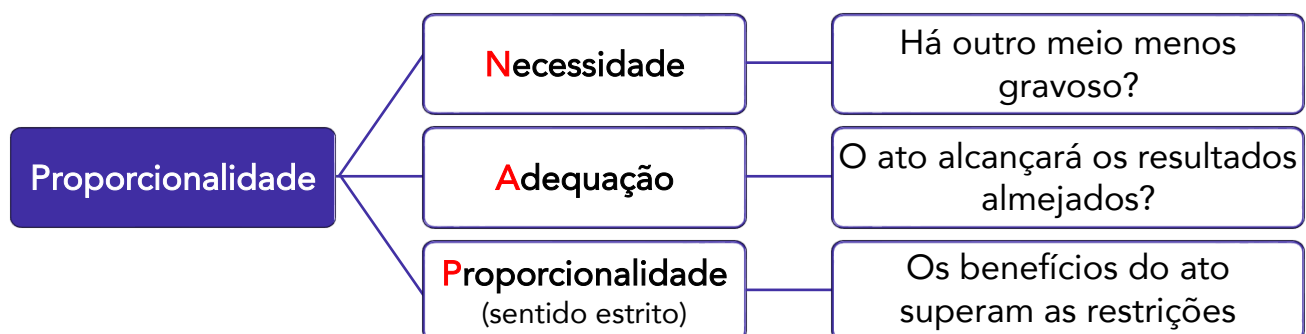 Proporcionalidade
Necessidade
Há outro meio menos
gravoso?
Adequação
O ato alcançará os resultados
almejados?
Proporcionalidade
(sentido estrito)
Os benefícios do ato
superam as restrições